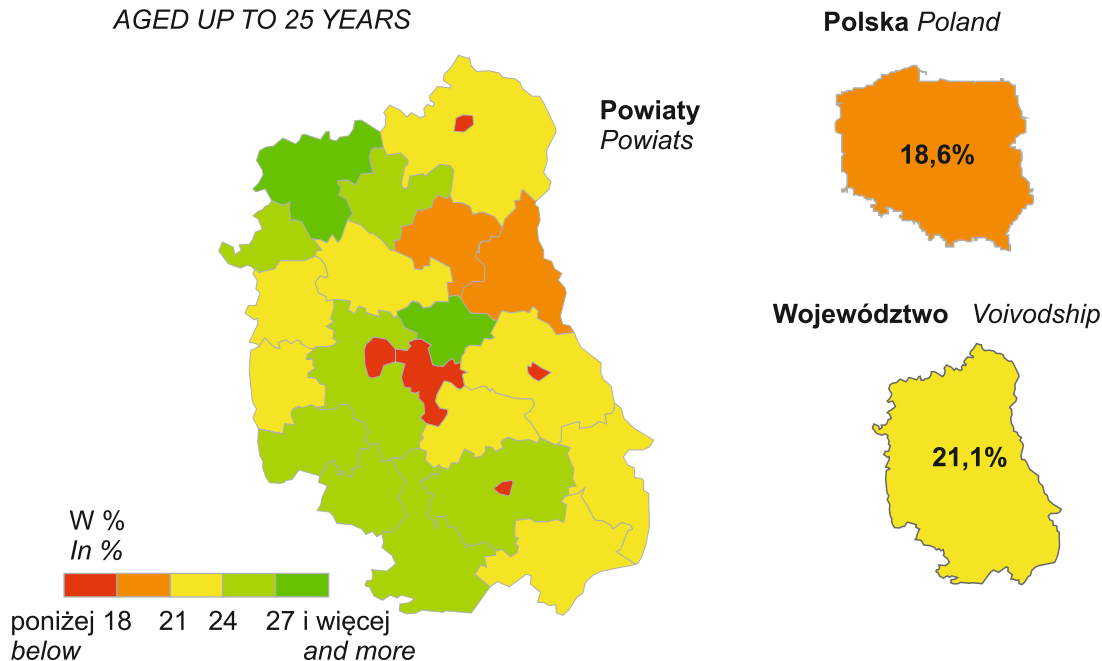 AGED UP TO 25 YEARS
Polska Poland
Powiaty
Powiats
18,6%
Województwo Voivodship
21,1%
W %
In %
poniżej 18 21 24 27 i więcej
below and more